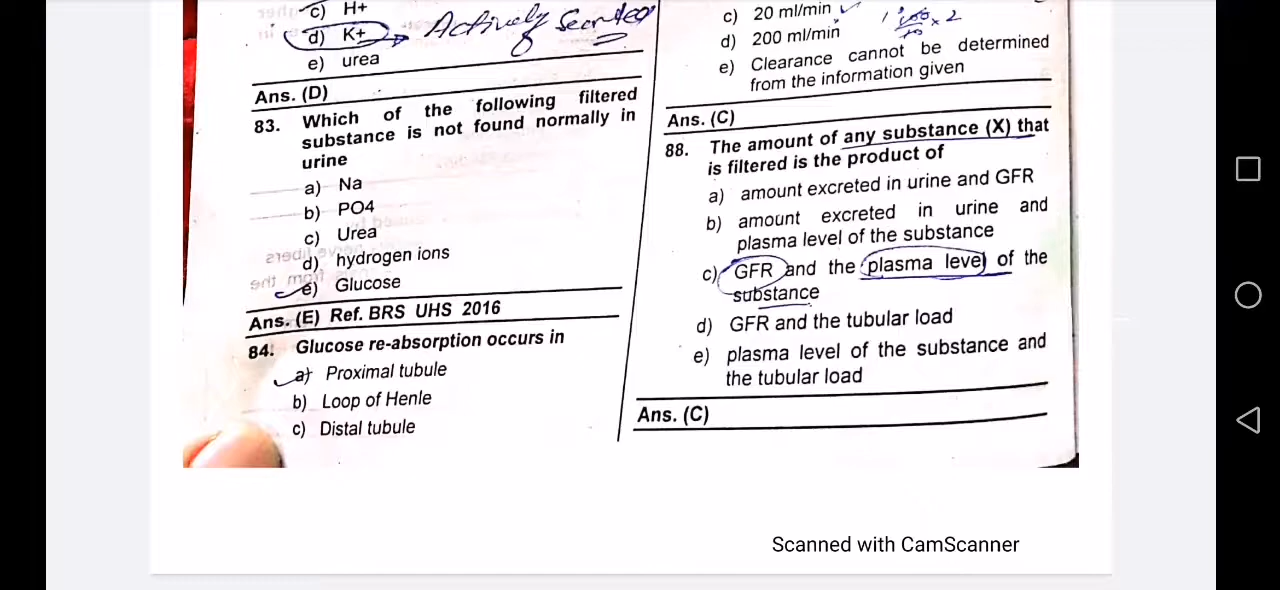 c) H+
d) K+ → Actively Secreted
e) urea
Ans. (D)
83. Which of the following filtered
substance is not found normally in
urine
a) Na
b) PO4
c) Urea
d) hydrogen ions
e) Glucose
Ans. (E) Ref. BRS UHS 2016
84. Glucose re-absorption occurs in
a) Proximal tubule
b) Loop of Henle
c) Distal tubule
c) 20 ml/min
d) 200 ml/min
e) Clearance cannot be determined
from the information given
Ans. (C)
88. The amount of any substance (X) that
is filtered is the product of
a) amount excreted in urine and GFR
b) amount excreted in urine and
plasma level of the substance
c) GFR and the plasma level of the
substance
d) GFR and the tubular load
e) plasma level of the substance and
the tubular load
Ans. (C)
Scanned with CamScanner